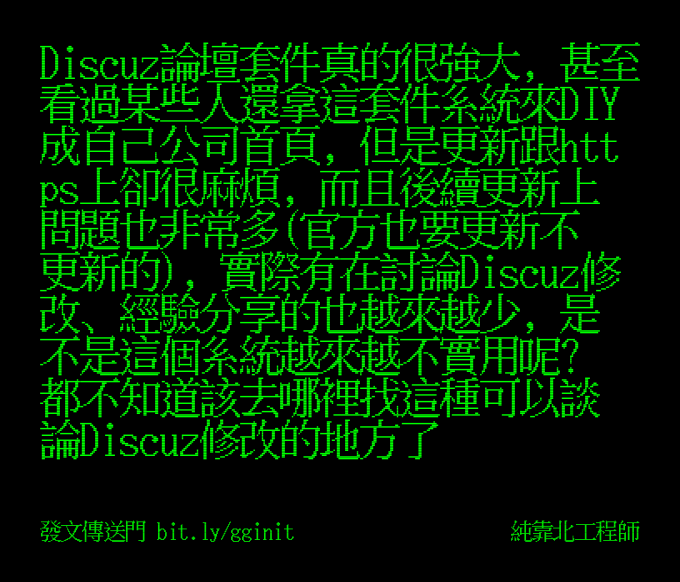 Discuz論壇套件真的很強大, 甚至
看過某些人還拿這套件系統來DIY
成自己公司首頁, 但是更新跟htt
ps上卻很麻煩, 而且後續更新上
問題也非常多(官方也要更新不
更新的), 實際有在討論Discuz修
改、經驗分享的也越來越少, 是
不是這個系統越來越不實用呢?
都不知道該去哪裡找這種可以談
論Discuz修改的地方了
發文傳送門 bit.ly/gginit
純靠北工程師